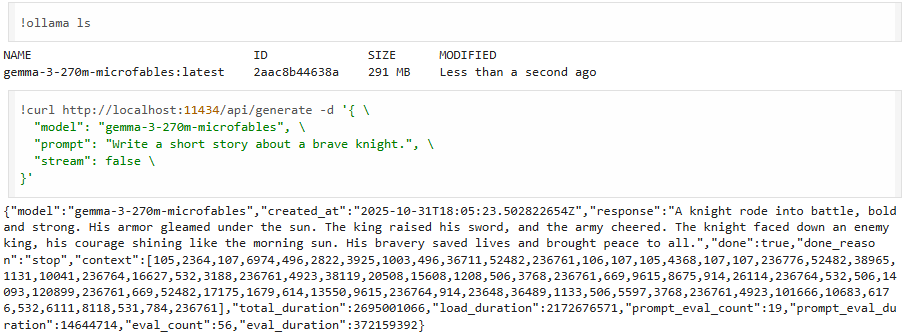 !ollama ls
NAME ID SIZE MODIFIED
gemma-3-270m-microfables:latest 2aac8b44638a 291 MB Less than a second ago
!curl http://localhost:11434/api/generate -d '{ \
"model": "gemma-3-270m-microfables", \
"prompt": "Write a short story about a brave knight.", \
"stream": false \
}'
{"model":"gemma-3-270m-microfables","created_at":"2025-10-31T18:05:23.502822654Z","response":"A knight rode into battle, bold
and strong. His armor gleamed under the sun. The king raised his sword, and the army cheered. The knight faced down an enemy
king, his courage shining like the morning sun. His bravery saved lives and brought peace to all.","done":true,"done_reaso
n":"stop","context":[105,2364,107,6974,496,2822,3925,1003,496,36711,52482,236761,106,107,105,4368,107,107,236776,52482,38965,
1131,10041,236764,16627,532,3188,236761,4923,38119,20508,15608,1208,506,3768,236761,669,9615,8675,914,26114,236764,532,506,14
093,120899,236761,669,52482,17175,1679,614,13550,9615,236764,914,23648,36489,1133,506,5597,3768,236761,4923,101666,10683,617
6,532,6111,8118,531,784,236761],"total_duration":2695001066,"load_duration":2172676571,"prompt_eval_count":19,"prompt_eval_du
ration":14644714,"eval_count":56,"eval_duration":372159392}